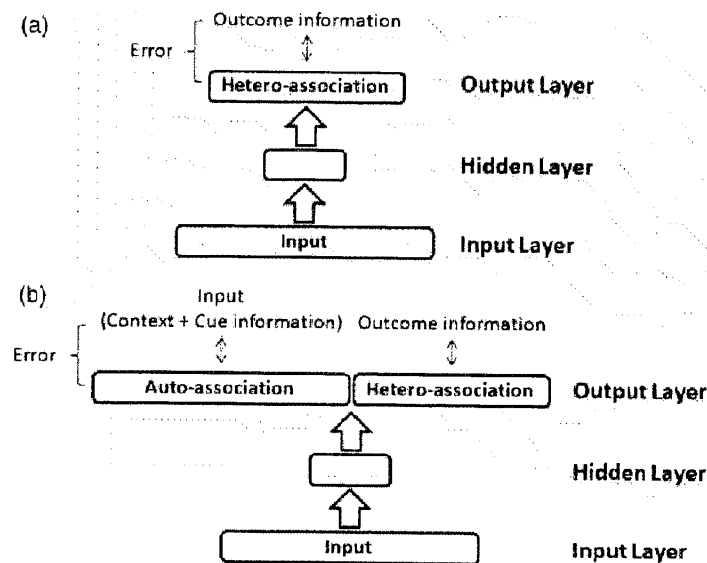 (a)
Outcome information
Error
Hetero-association
Output Layer
Hidden Layer
Input
Input Layer
(b)
Input
(Context + Cue information)
Outcome information
Error
Auto-association
Hetero-association
Output Layer
Hidden Layer
Input
Input Layer